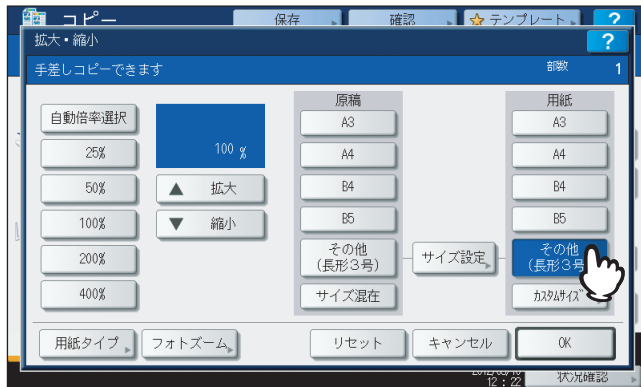 コピー
保存
確認
テンプレート
?
拡大・縮小
?
手差しコピーできます
部数 1
自動倍率選択
25%
50%
100%
200%
400%
100 %
▲ 拡大
▼ 縮小
原稿
A3
A4
B4
B5
その他
(長形3号)
サイズ混在
サイズ設定
用紙
A3
A4
B4
B5
その他
(長形3号
カスタムサイズ
用紙タイプ
フォトズーム
リセット
キャンセル
OK
12:22
状況確認